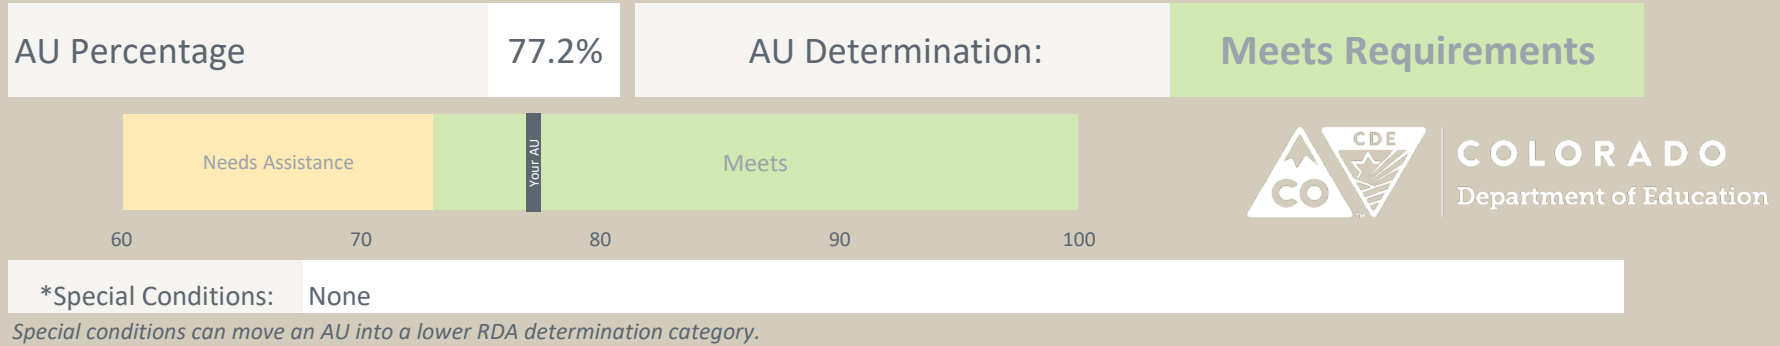 AU Percentage 77.2% AU Determination: Meets Requirements
Needs Assistance Your AU Meets
60 70 80 90 100
CO CDE COLORADO
Department of Education
*Special Conditions: None
Special conditions can move an AU into a lower RDA determination category.